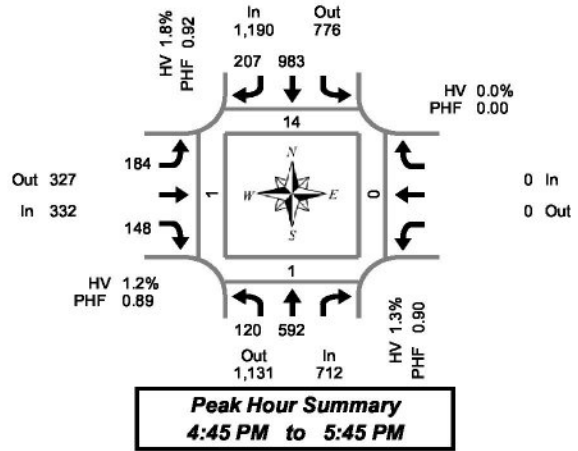 In Out
1,190 776
HV 1.8%
PHF 0.92
207 983
HV 0.0%
PHF 0.00
14
184
Out 327
In 332
148
1
N
W E
S
0
0 In
0 Out
1
HV 1.2%
PHF 0.89
120 592
Out In
1,131 712
HV 1.3%
PHF 0.90
Peak Hour Summary
4:45 PM to 5:45 PM